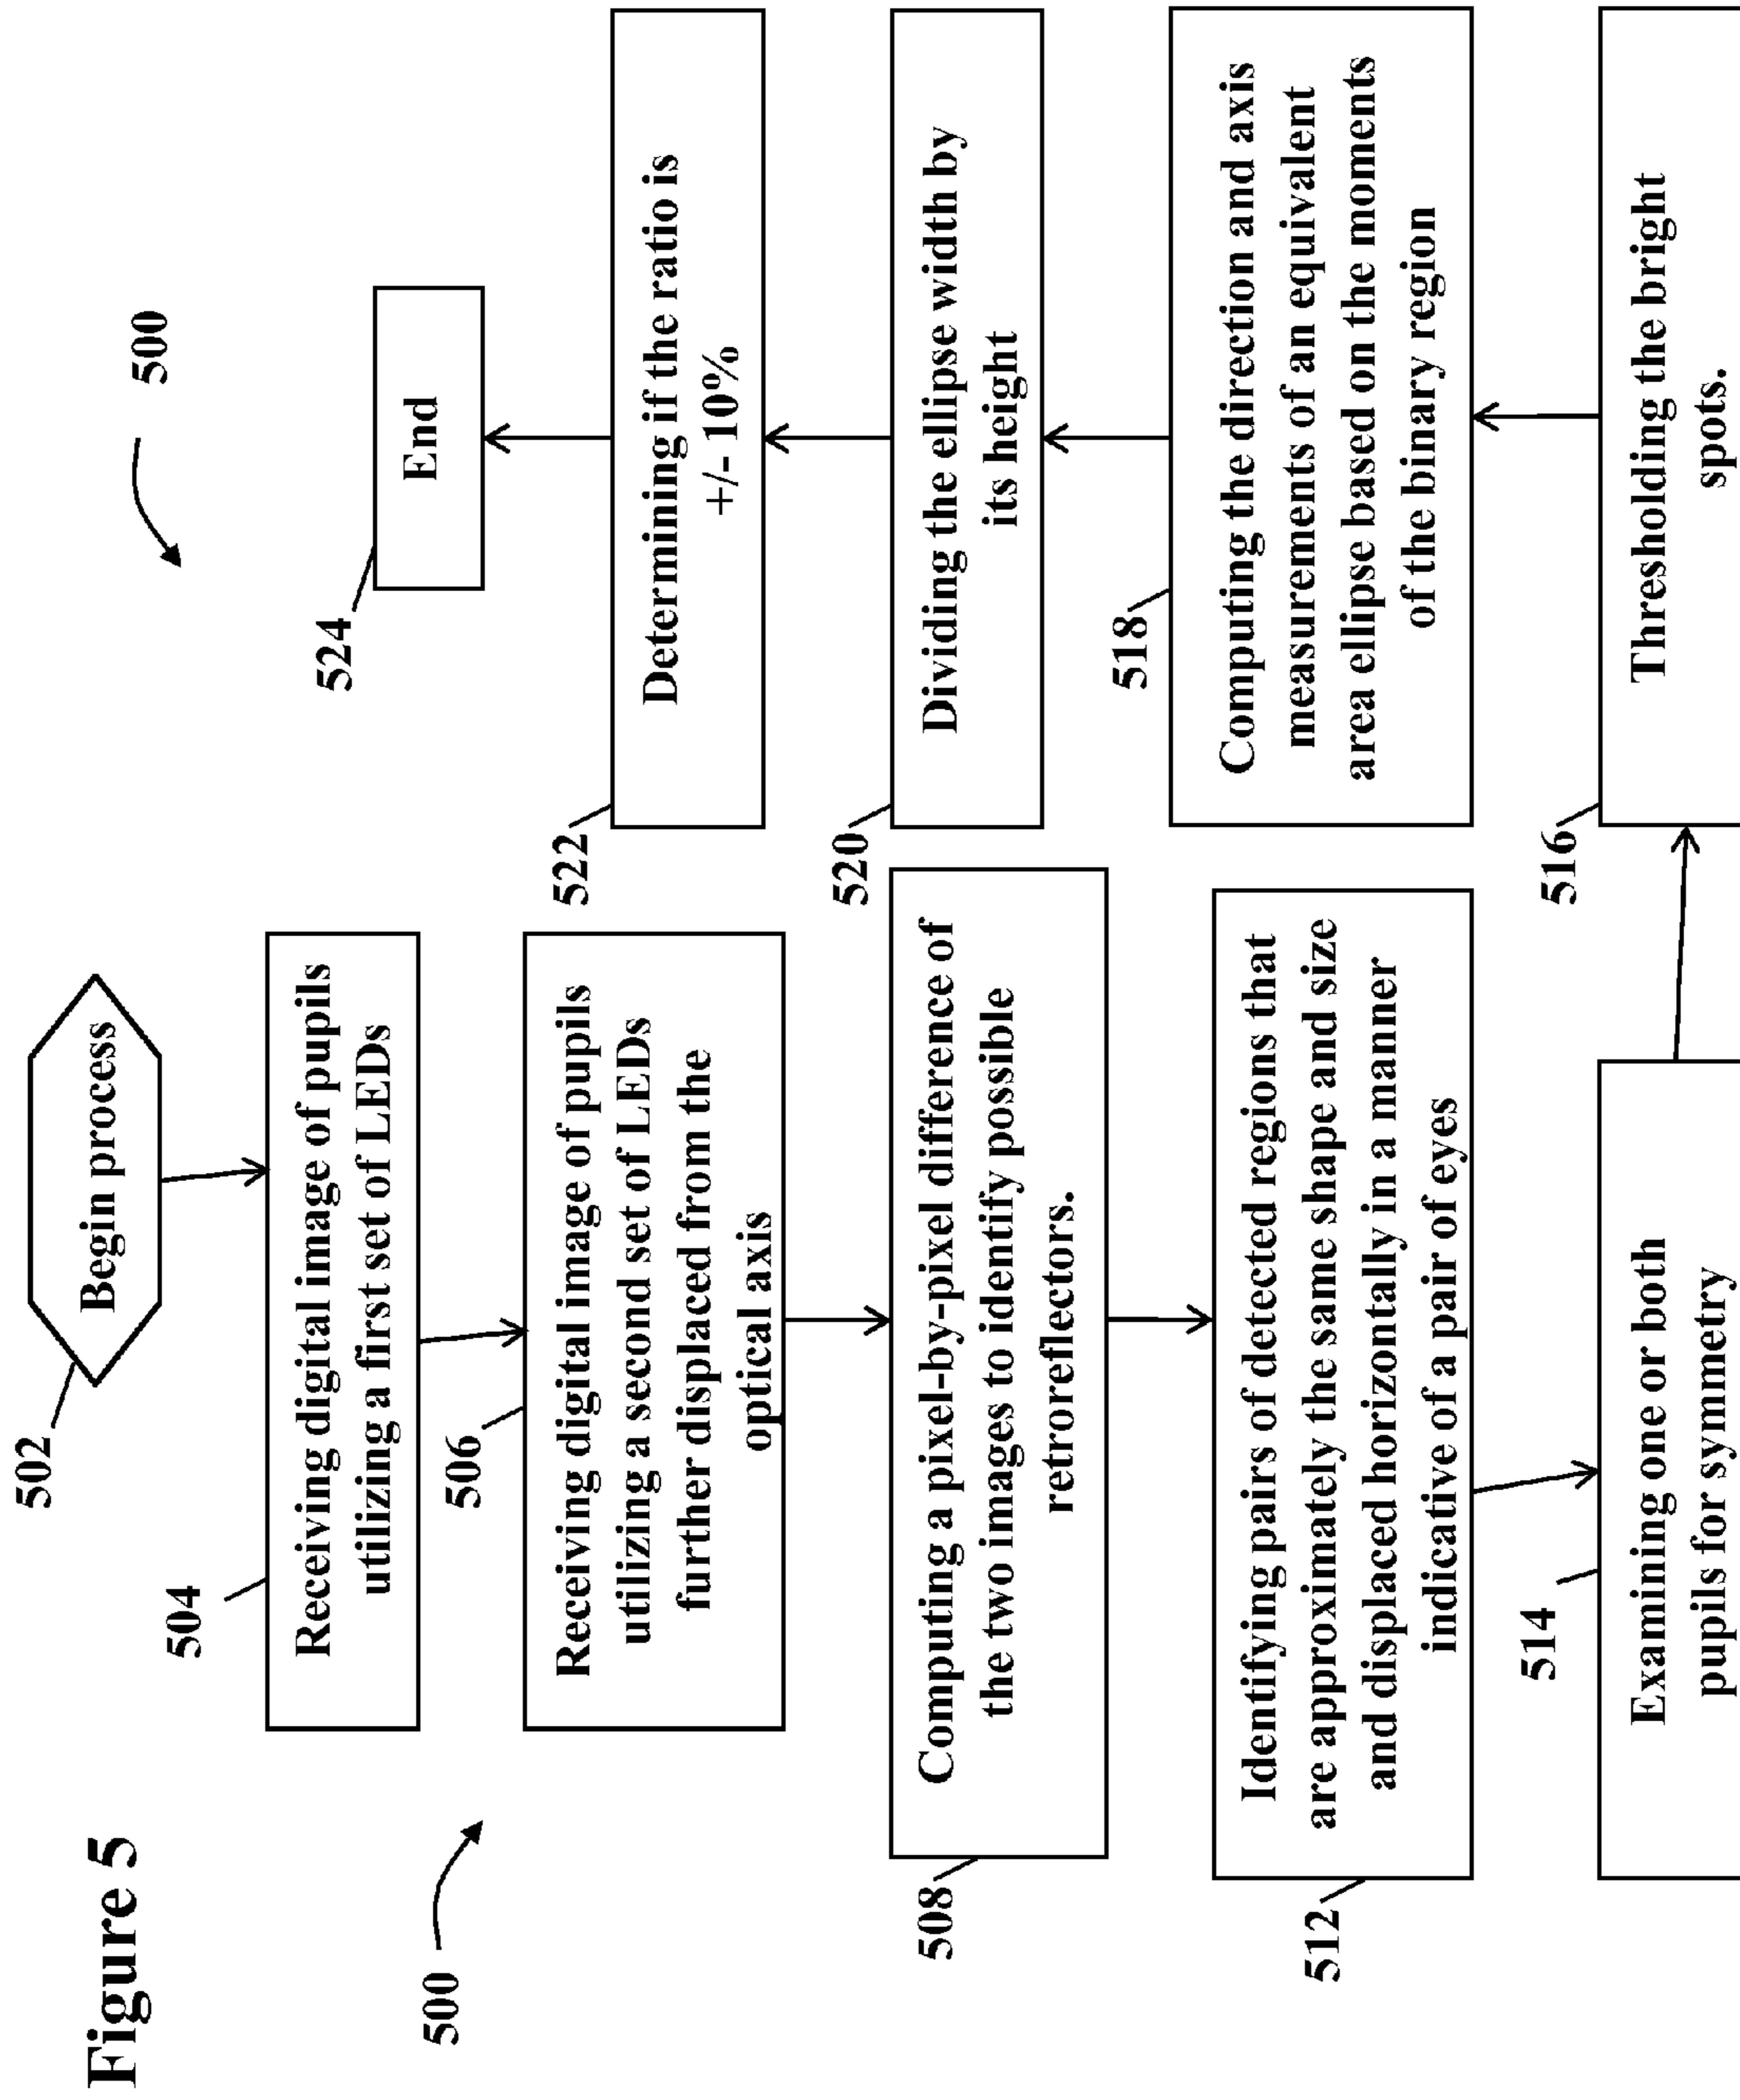 Figure 5
500
502
Begin process
504
Receiving digital image of pupils
utilizing a first set of LEDs
506
Receiving digital image of pupils
utilizing a second set of LEDs
further displaced from the
optical axis
508
Computing a pixel-by-pixel difference of
the two images to identify possible
retroreflectors.
512
Identifying pairs of detected regions that
are approximately the same shape and size
and displaced horizontally in a manner
indicative of a pair of eyes
514
Examining one or both
pupils for symmetry
516
Thresholding the bright
spots.
518
Computing the direction and axis
measurements of an equivalent
area ellipse based on the moments
of the binary region
520
Dividing the ellipse width by
its height
522
Determining if the ratio is
+/- 10%
524
End
500